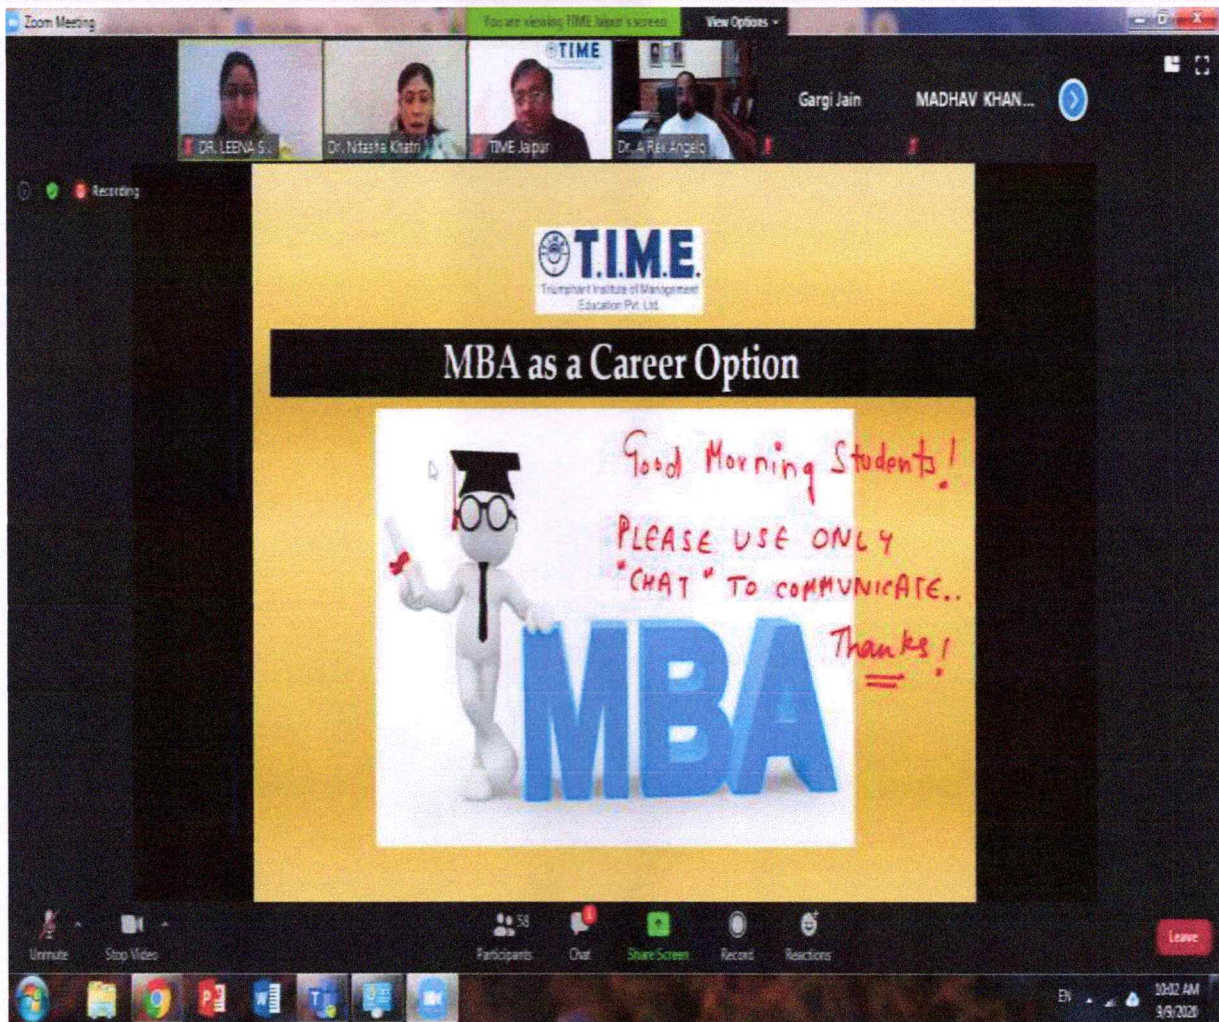 Zoom Meeting
You are viewing TIME Jaipur's screen
View Options
TIME
DR. LEENA S..
Dr. Nitasha Khatri
TIME Jaipur
Dr. A Rex Angelo
Gargi Jain
MADHAV KHAN...
Recording
T.I.M.E.
Triumphant Institute of Management
Education Pvt. Ltd.
MBA as a Career Option
Good Morning Students!
PLEASE USE ONLY
"CHAT" TO COMMUNICATE..
Thanks!
MBA
Unmute
Stop Video
58
Participants
1
Chat
Share Screen
Record
Reactions
Leave
EN
10:02 AM
9/9/2020